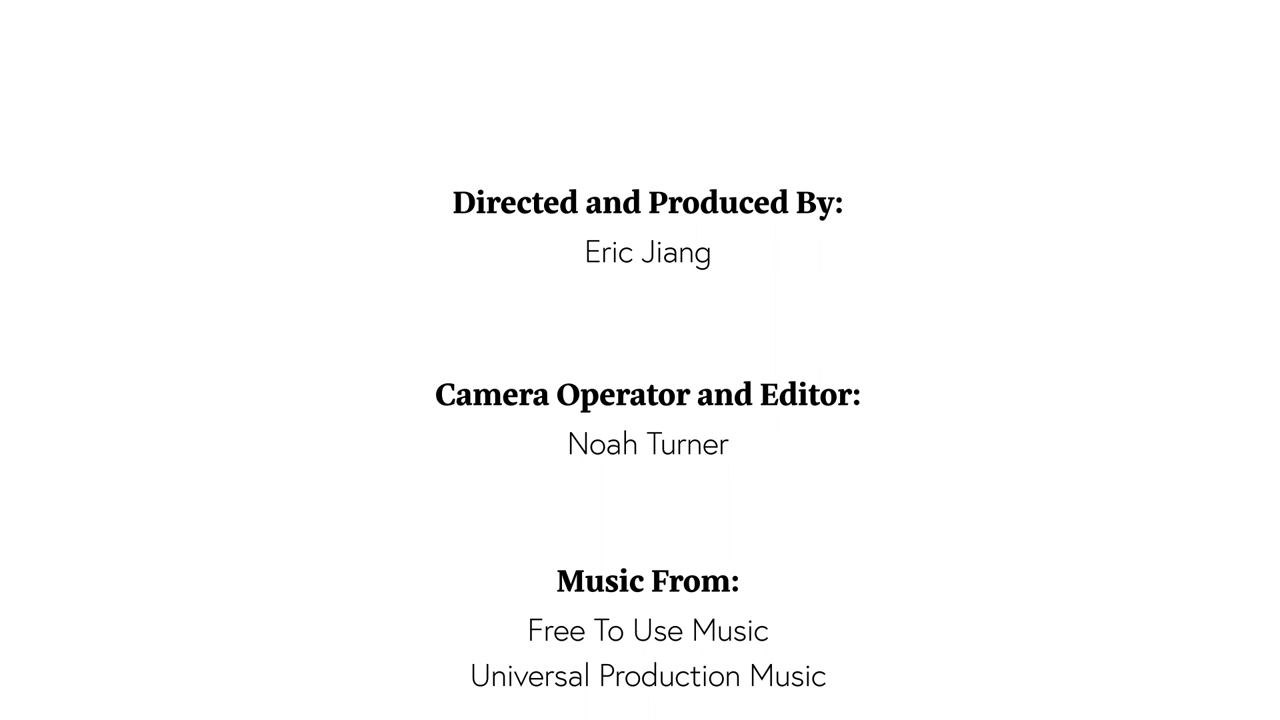 Directed and Produced By:
Eric Jiang
Camera Operator and Editor:
Noah Turner
Music From:
Free To Use Music
Universal Production Music